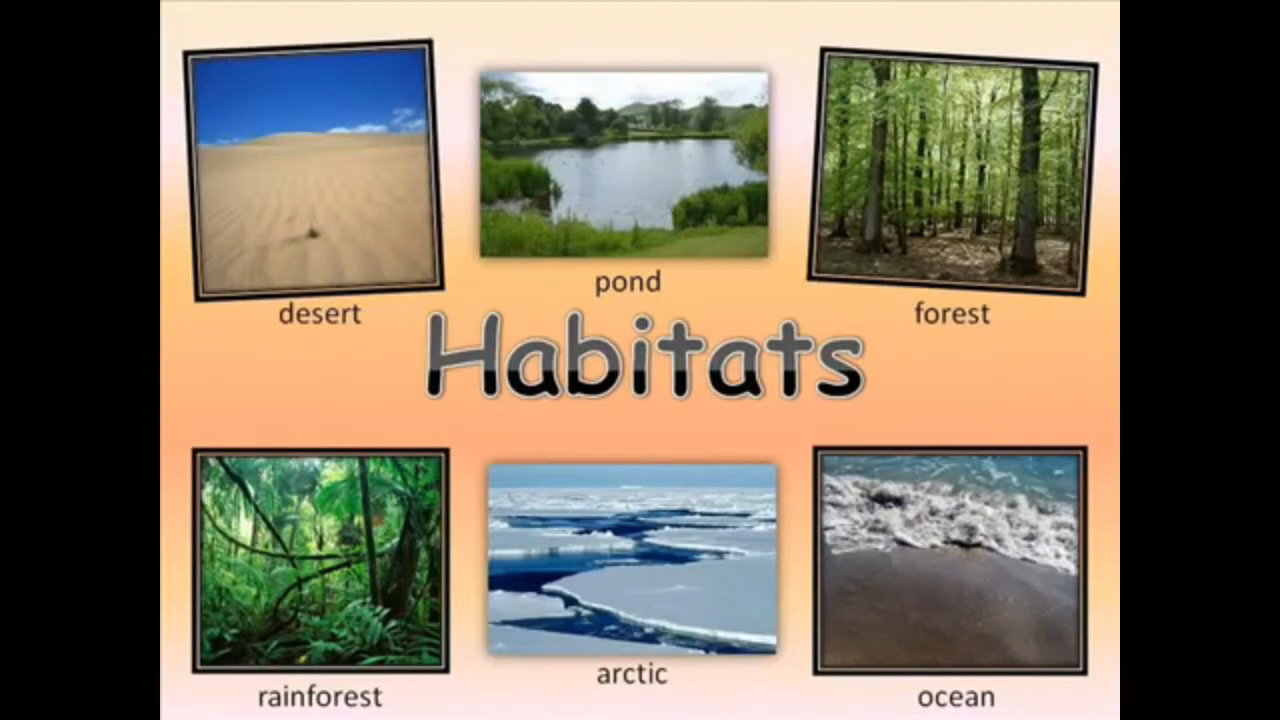 desert
pond
forest
Habitats
rainforest
arctic
ocean